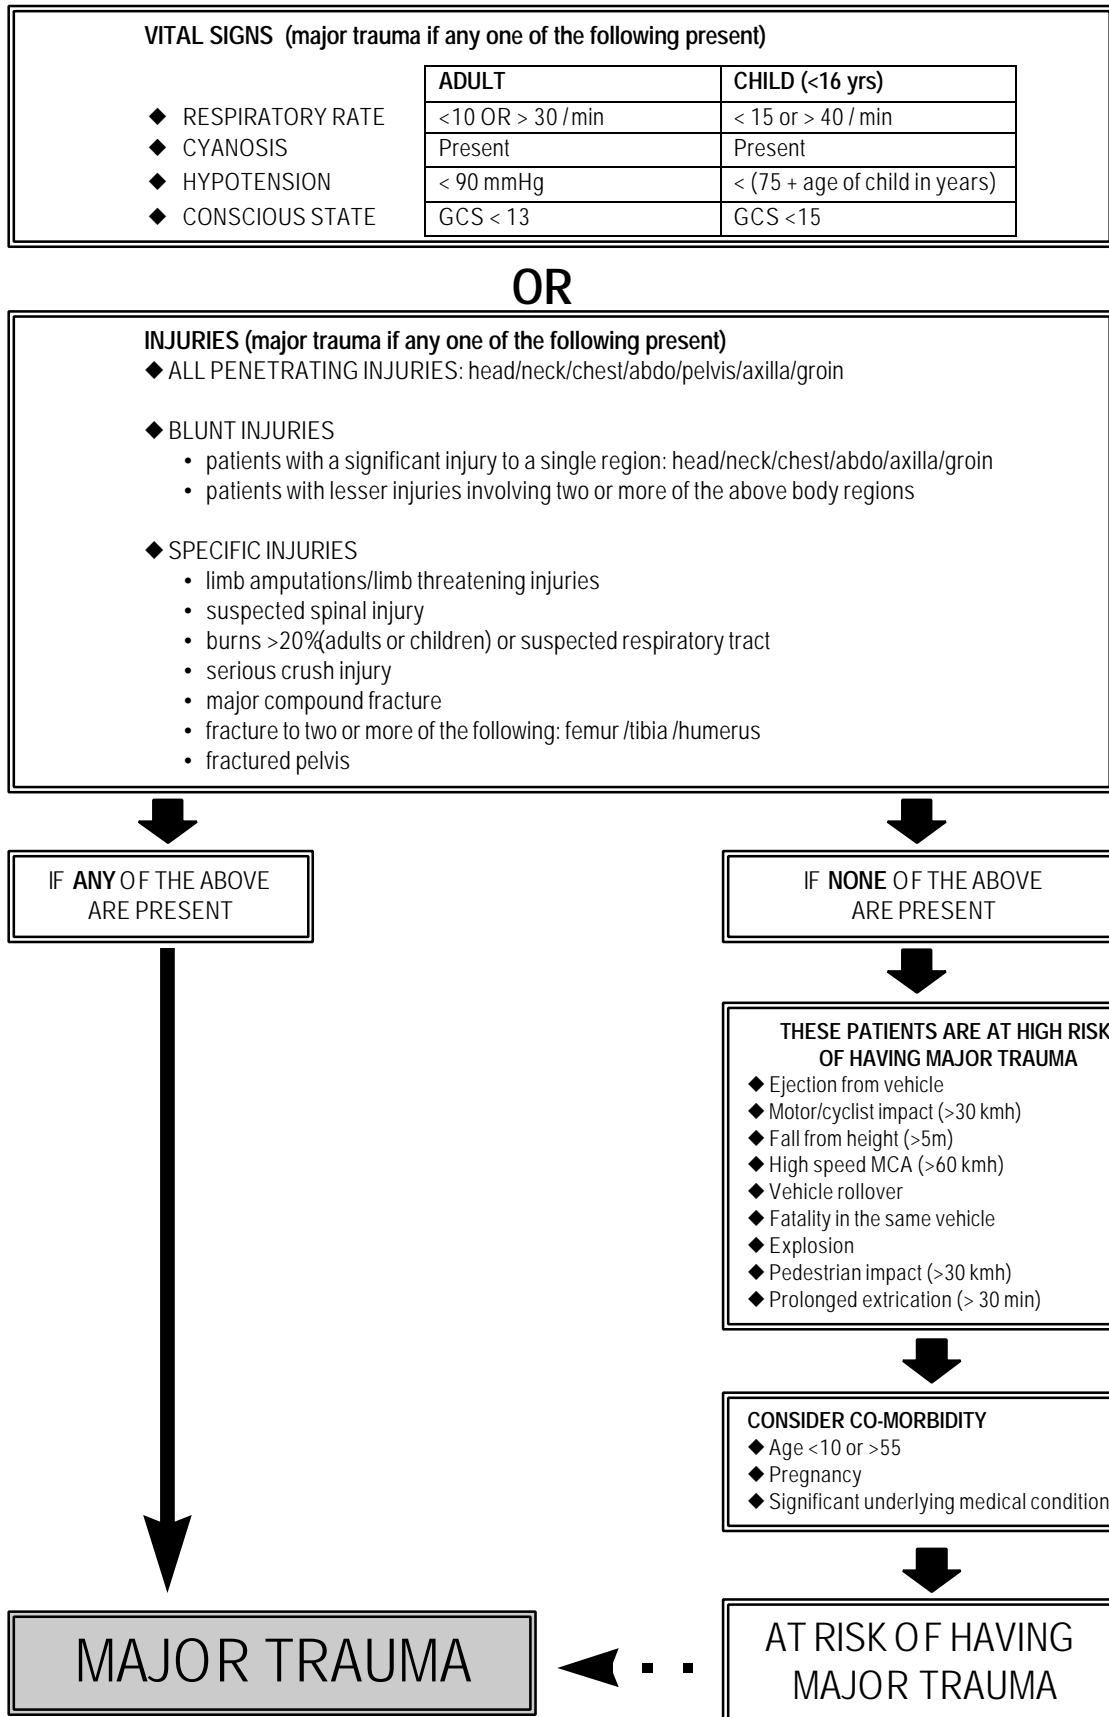 VITAL SIGNS (major trauma if any one of the following present)
ADULT CHILD (<16 yrs)
◆ RESPIRATORY RATE <10 OR > 30 / min < 15 or > 40 / min
◆ CYANOSIS Present Present
◆ HYPOTENSION < 90 mmHg < (75 + age of child in years)
◆ CONSCIOUS STATE GCS < 13 GCS <15
OR
INJURIES (major trauma if any one of the following present)
◆ ALL PENETRATING INJURIES: head/neck/chest/abdo/pelvis/axilla/groin
◆ BLUNT INJURIES
• patients with a significant injury to a single region: head/neck/chest/abdo/axilla/groin
• patients with lesser injuries involving two or more of the above body regions
◆ SPECIFIC INJURIES
• limb amputations/limb threatening injuries
• suspected spinal injury
• burns >20%(adults or children) or suspected respiratory tract
• serious crush injury
• major compound fracture
• fracture to two or more of the following: femur /tibia /humerus
• fractured pelvis
IF ANY OF THE ABOVE
ARE PRESENT
IF NONE OF THE ABOVE
ARE PRESENT
THESE PATIENTS ARE AT HIGH RISK
OF HAVING MAJOR TRAUMA
◆ Ejection from vehicle
◆ Motor/cyclist impact (>30 kmh)
◆ Fall from height (>5m)
◆ High speed MCA (>60 kmh)
◆ Vehicle rollover
◆ Fatality in the same vehicle
◆ Explosion
◆ Pedestrian impact (>30 kmh)
◆ Prolonged extrication (> 30 min)
CONSIDER CO-MORBIDITY
◆ Age <10 or >55
◆ Pregnancy
◆ Significant underlying medical condition
MAJOR TRAUMA
AT RISK OF HAVING
MAJOR TRAUMA